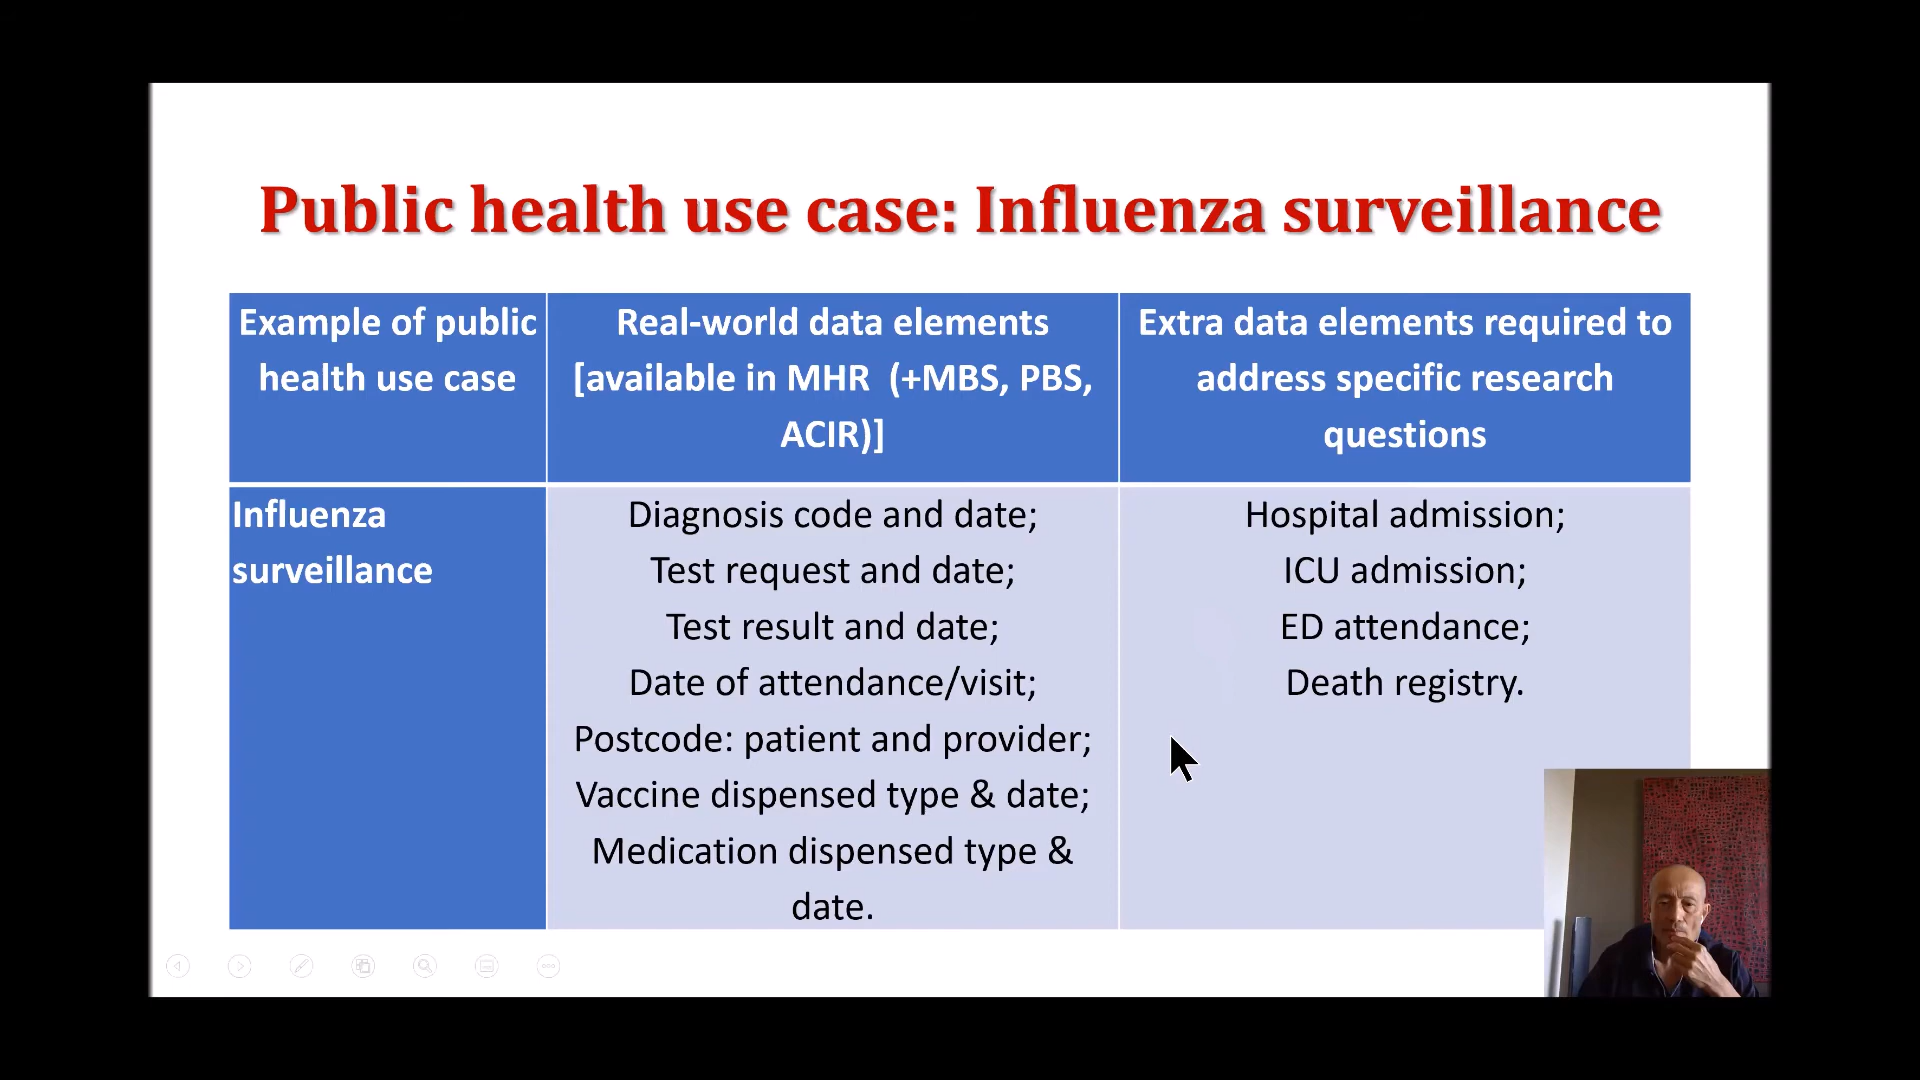 Public health use case: Influenza surveillance
Example of public
health use case
Real-world data elements
[available in MHR (+MBS, PBS,
ACIR)]
Extra data elements required to
address specific research
questions
Influenza
surveillance
Diagnosis code and date;
Test request and date;
Test result and date;
Date of attendance/visit;
Postcode: patient and provider;
Vaccine dispensed type & date;
Medication dispensed type &
date.
Hospital admission;
ICU admission;
ED attendance;
Death registry.